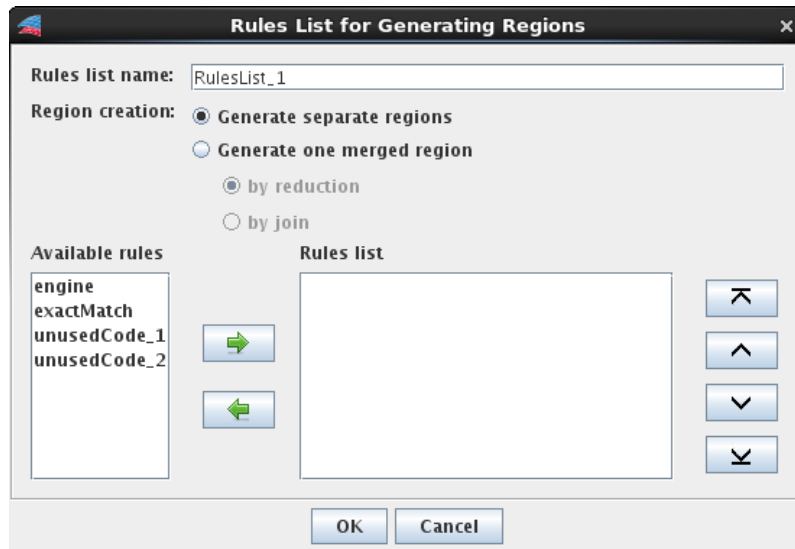 Rules List for Generating Regions
Rules list name: RulesList_1
Region creation: Generate separate regions
Generate one merged region
by reduction
by join
Available rules
engine
exactMatch
unusedCode_1
unusedCode_2
Rules list
OK Cancel